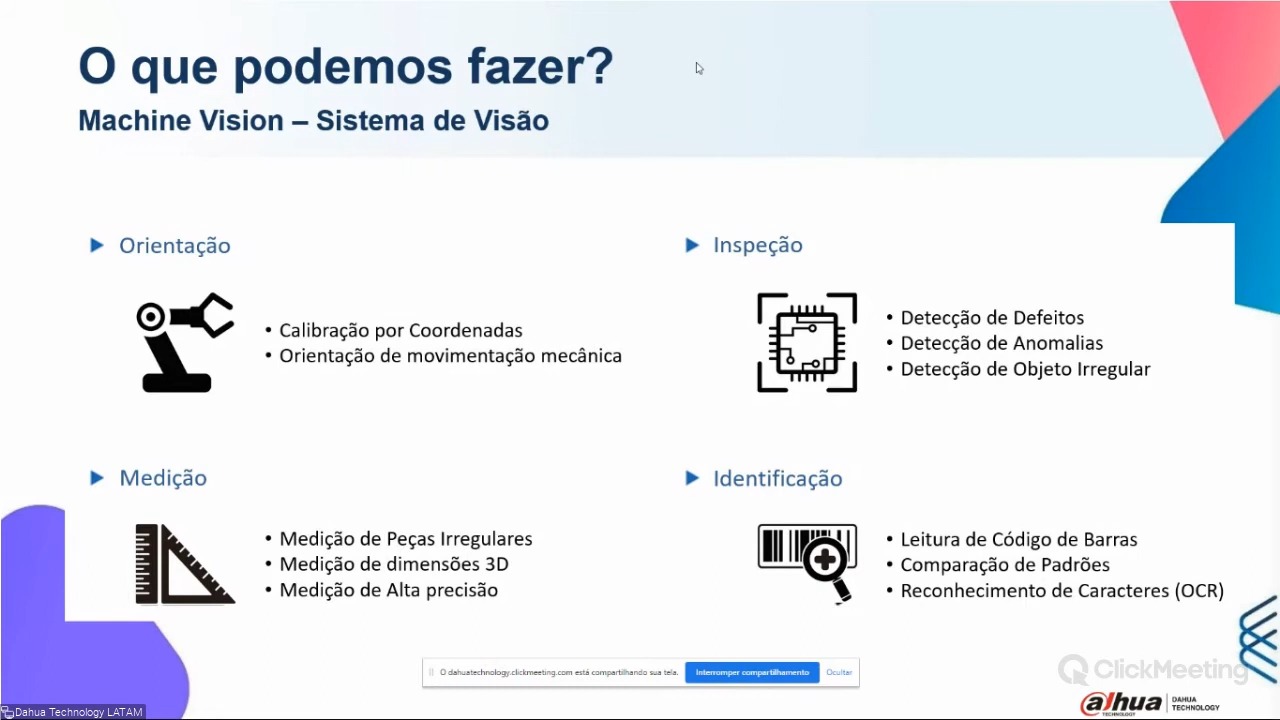 O que podemos fazer?
Machine Vision – Sistema de Visão
Orientação
• Calibração por Coordenadas
• Orientação de movimentação mecânica
Inspeção
• Detecção de Defeitos
• Detecção de Anomalias
• Detecção de Objeto Irregular
Medição
• Medição de Peças Irregulares
• Medição de dimensões 3D
• Medição de Alta precisão
Identificação
• Leitura de Código de Barras
• Comparação de Padrões
• Reconhecimento de Caracteres (OCR)
O dahuatechnology.clickmeeting.com está compartilhando sua tela.
Interromper compartilhamento
Ocultar
ClickMeeting
alhua
TECHNOLOGY
DAHUA
TECHNOLOGY
Dahua Technology LATAM